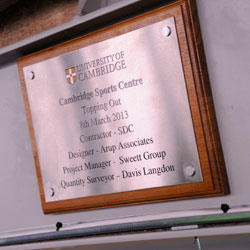 UNIVERSITY OF
CAMBRIDGE
Cambridge Sports Centre
Topping Out
8th March 2013
Contractor - SDC
Designer - Arup Associates
Project Manager - Sweett Group
Quantity Surveyor - Davis Langdon